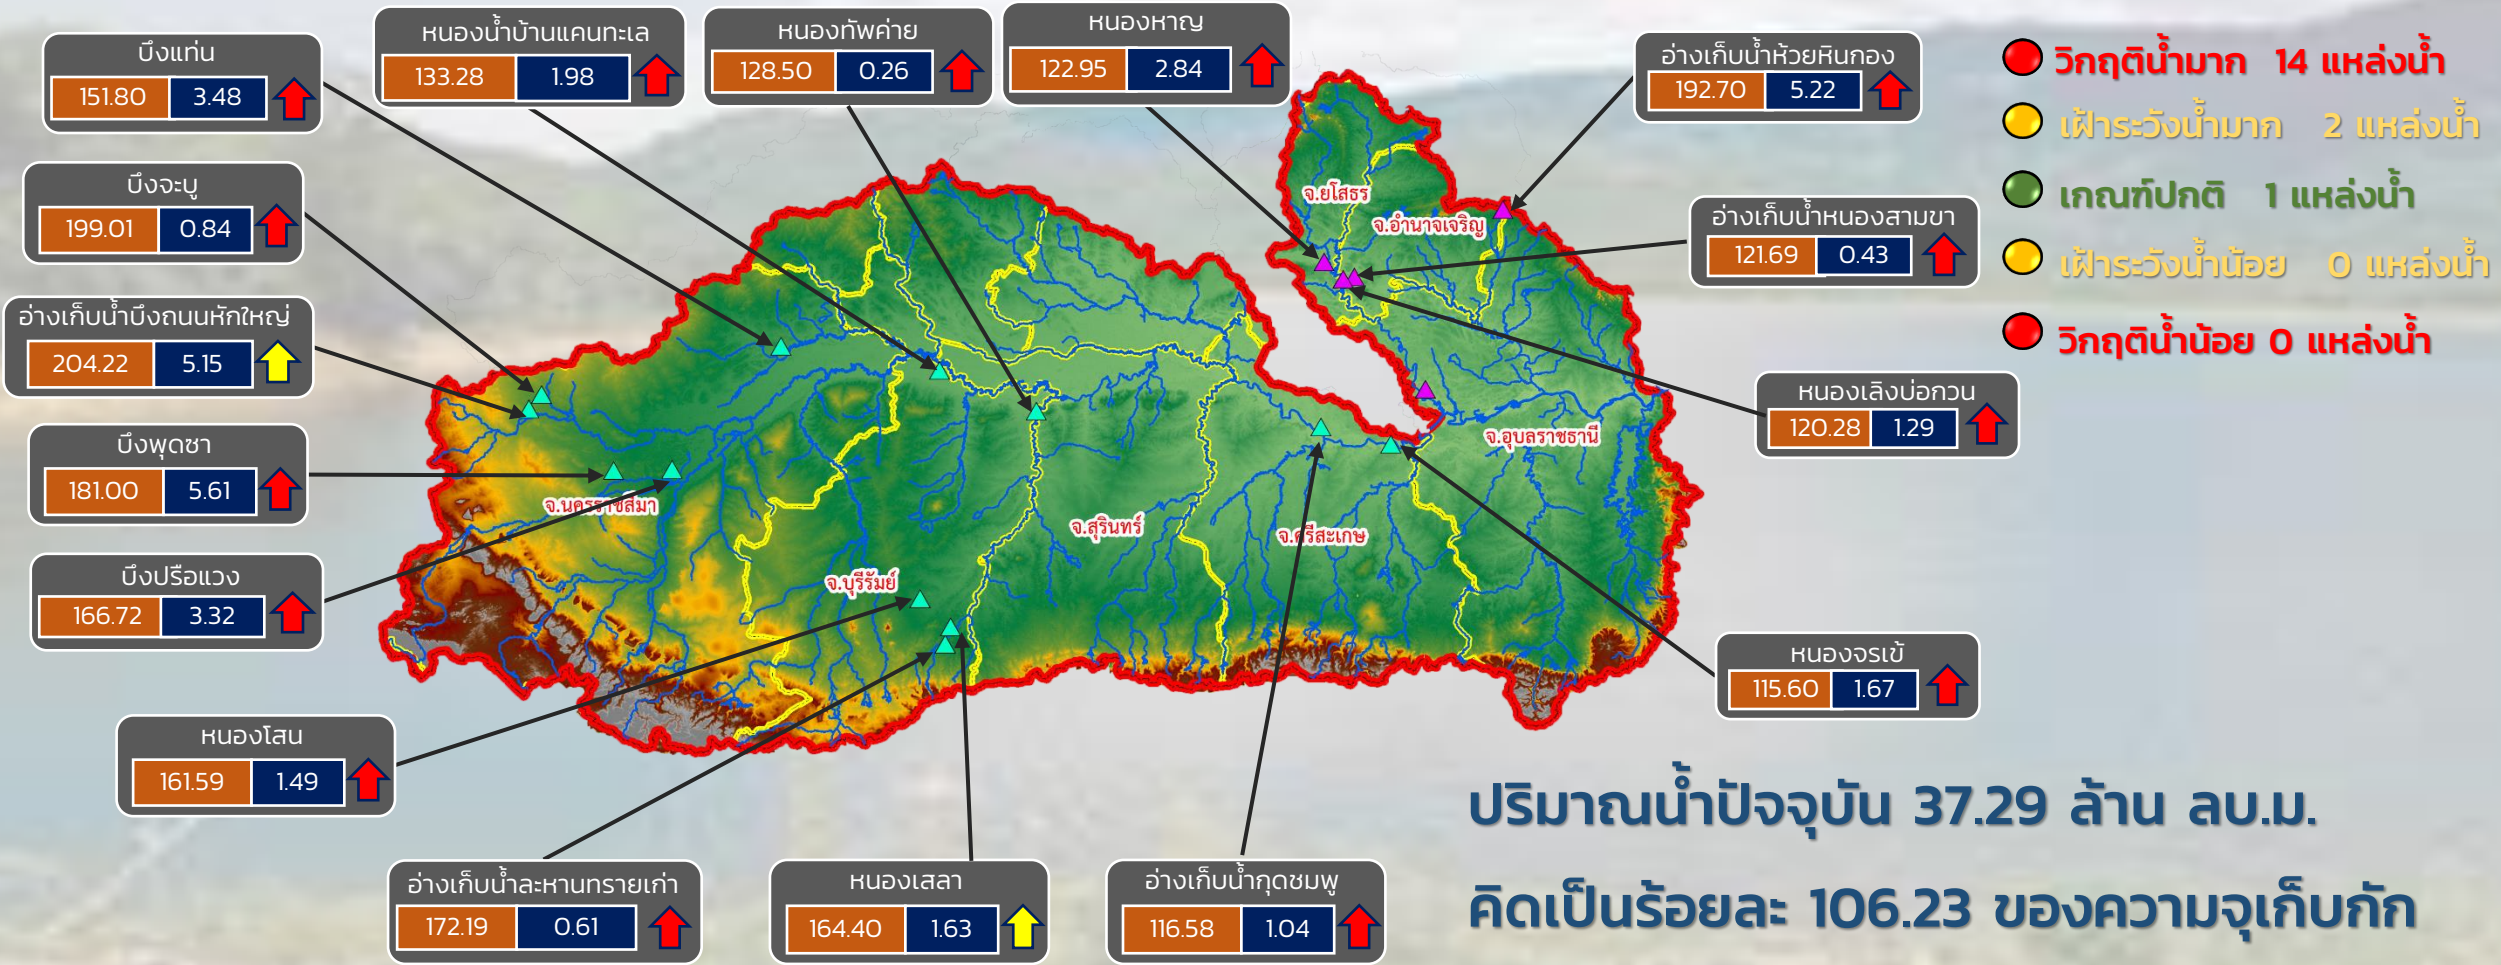 บึงแท่น
151.80 3.48
หนองน้ำบ้านแคนทะเล
133.28 1.98
หนองทัพค่าย
128.50 0.26
หนองหาญ
122.95 2.84
อ่างเก็บน้ำห้วยหินกอง
192.70 5.22
วิกฤติน้ำมาก 14 แหล่งน้ำ
เฝ้าระวังน้ำมาก 2 แหล่งน้ำ
เกณฑ์ปกติ 1 แหล่งน้ำ
เฝ้าระวังน้ำน้อย 0 แหล่งน้ำ
วิกฤติน้ำน้อย 0 แหล่งน้ำ
บึงจะบู
199.01 0.84
อ่างเก็บน้ำบึงถนนหักใหญ่
204.22 5.15
บึงพุดซา
181.00 5.61
บึงปรือแวง
166.72 3.32
หนองโสน
161.59 1.49
อ่างเก็บน้ำหนองสามขา
121.69 0.43
หนองเลิงบ่อกวน
120.28 1.29
หนองจรเข้
115.60 1.67
จ.ยโสธร
จ.อำนาจเจริญ
จ.อุบลราชธานี
จ.นครราชสีมา
จ.สุรินทร์
จ.ศรีสะเกษ
จ.บุรีรัมย์
อ่างเก็บน้ำละหานทรายเก่า
172.19 0.61
หนองเสลา
164.40 1.63
อ่างเก็บน้ำกุดชมพู
116.58 1.04
ปริมาณน้ำปัจจุบัน 37.29 ล้าน ลบ.ม.
คิดเป็นร้อยละ 106.23 ของความจุเก็บกัก